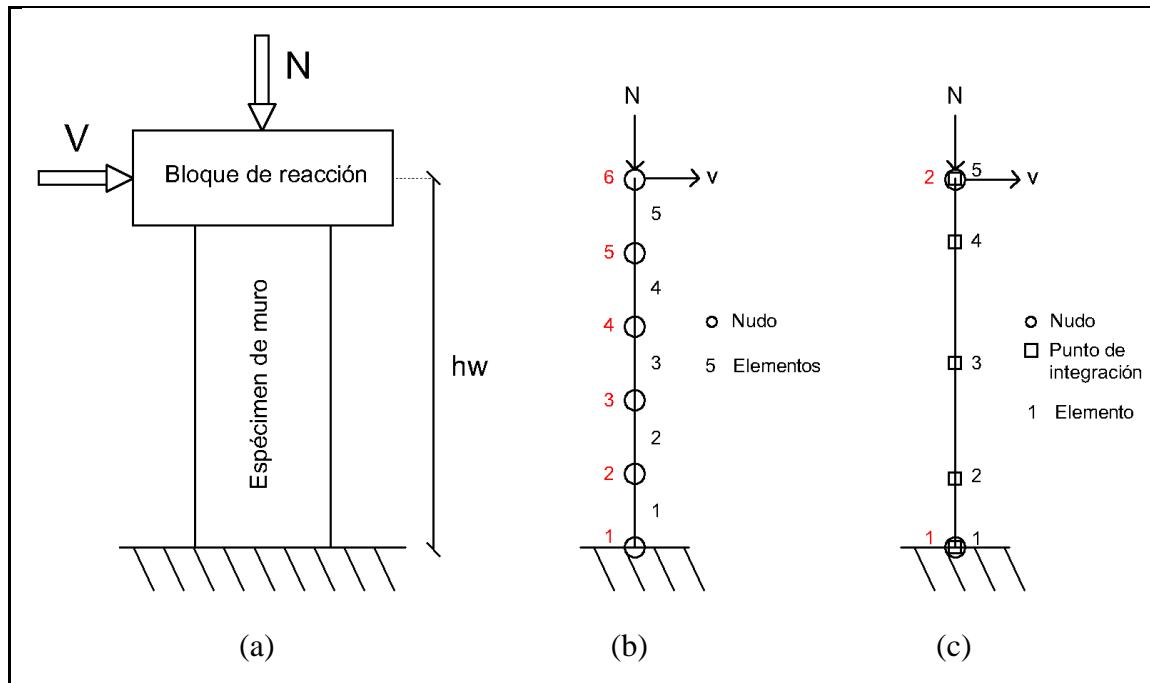 N
V
Bloque de reacción
Espécimen de muro
hw
(a)
N
6
v
5
5
4
4
3
3
2
2
1
1
Nudo
5 Elementos
(b)
N
2
5
v
4
3
2
1
1
Nudo
Punto de
integración
1 Elemento
(c)